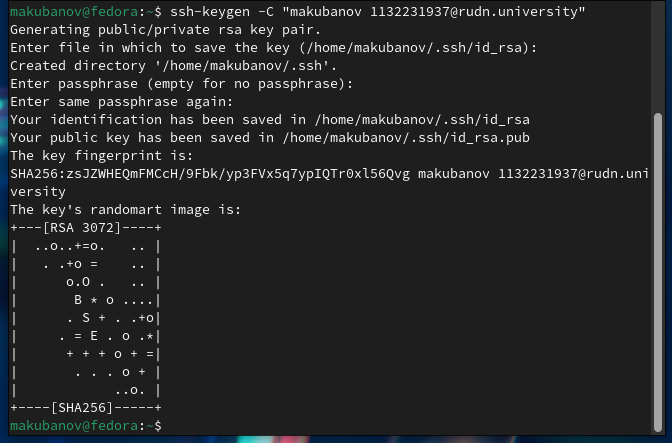 makubanov@fedora:~$ ssh-keygen -C "makubanov 1132231937@rudn.university"
Generating public/private rsa key pair.
Enter file in which to save the key (/home/makubanov/.ssh/id_rsa):
Created directory '/home/makubanov/.ssh'.
Enter passphrase (empty for no passphrase):
Enter same passphrase again:
Your identification has been saved in /home/makubanov/.ssh/id_rsa
Your public key has been saved in /home/makubanov/.ssh/id_rsa.pub
The key fingerprint is:
SHA256:zsJZWHEQmFMCcH/9Fbk/yp3FVx5q7ypIQTr0xl56Qvg makubanov 1132231937@rudn.uni
versity
The key's randomart image is:
+---[RSA 3072]----+
|  ..o..+=o.   .. |
|   . .+o =    .. |
|      o.O .   .. |
|       B * o ....|
|      . S + . .+o|
|     . = E . o .*|
|      + + + o + =|
|       . . . o + |
|            ..o. |
+----[SHA256]-----+
makubanov@fedora:~$